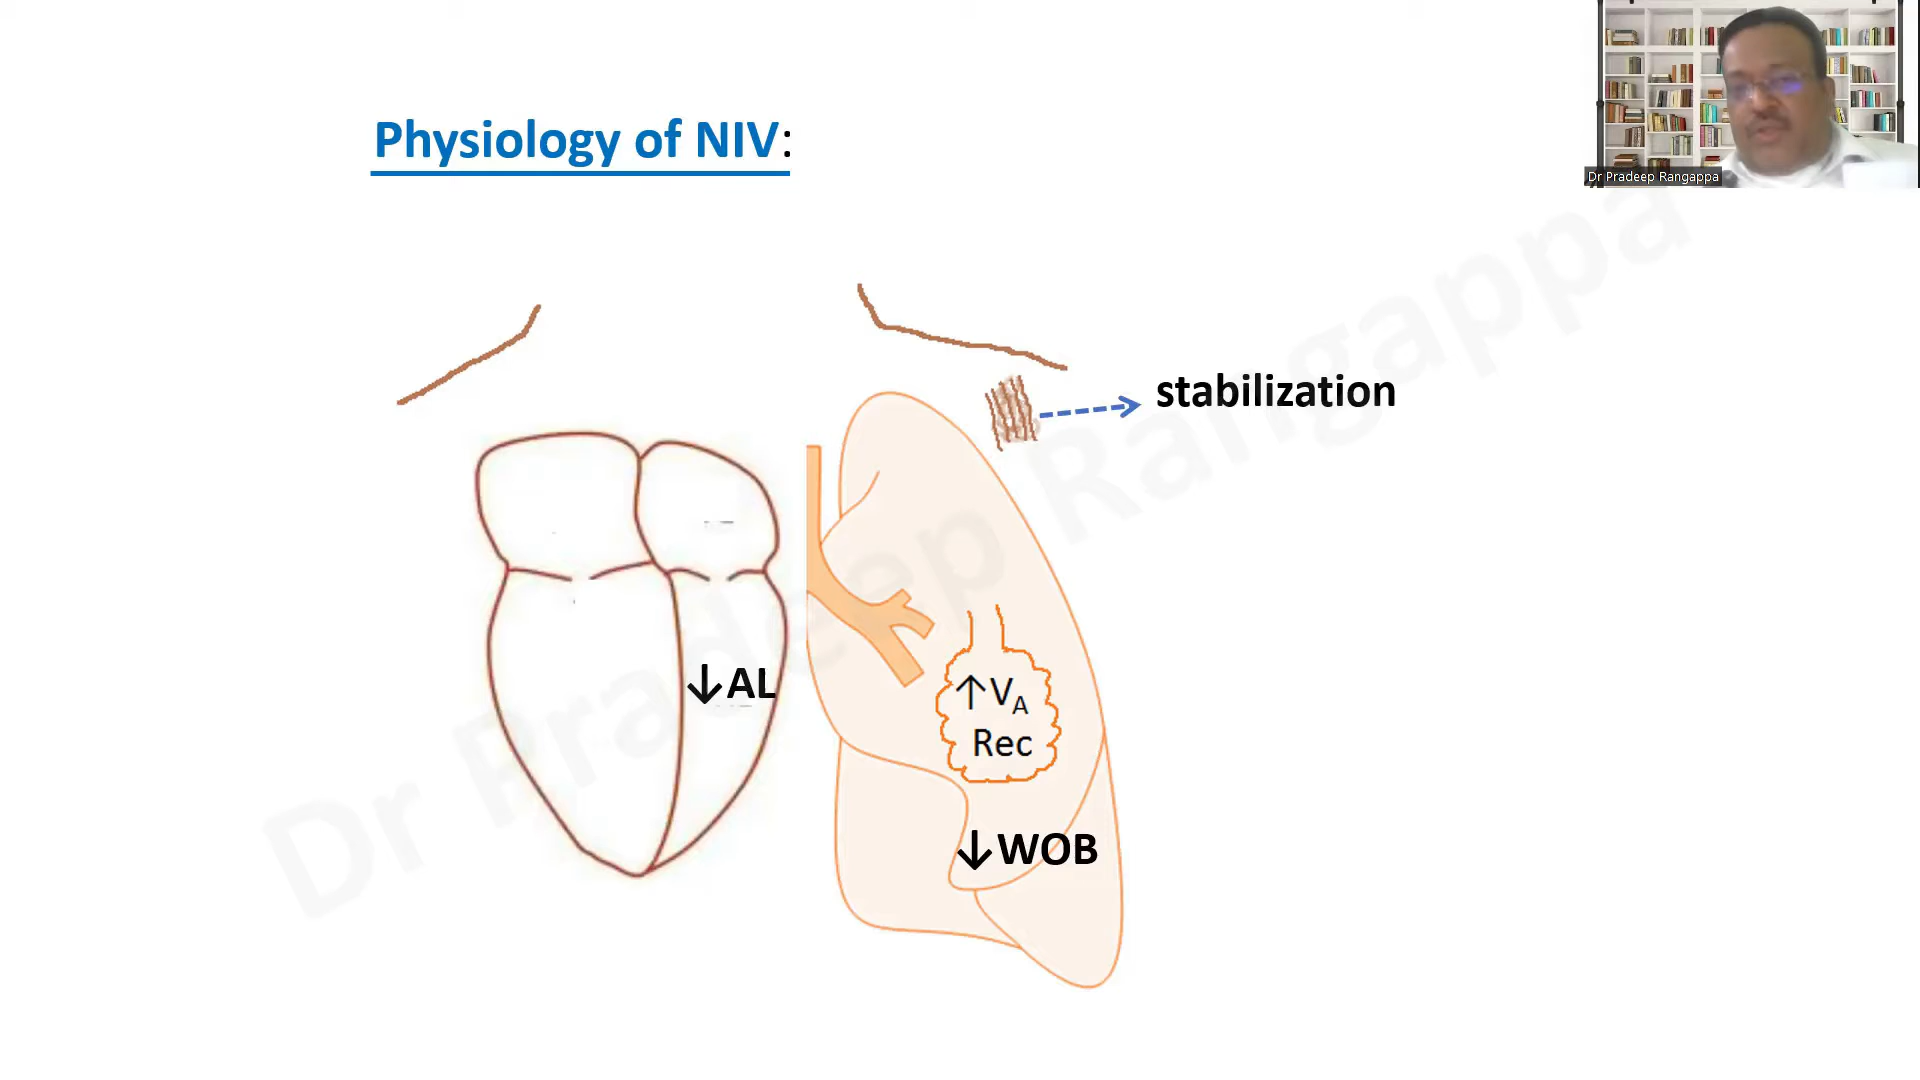 Physiology of NIV:
Dr Pradeep Rangappa
stabilization
↓AL
↑VA
Rec
↓WOB
Dr Pradeep Rangappa